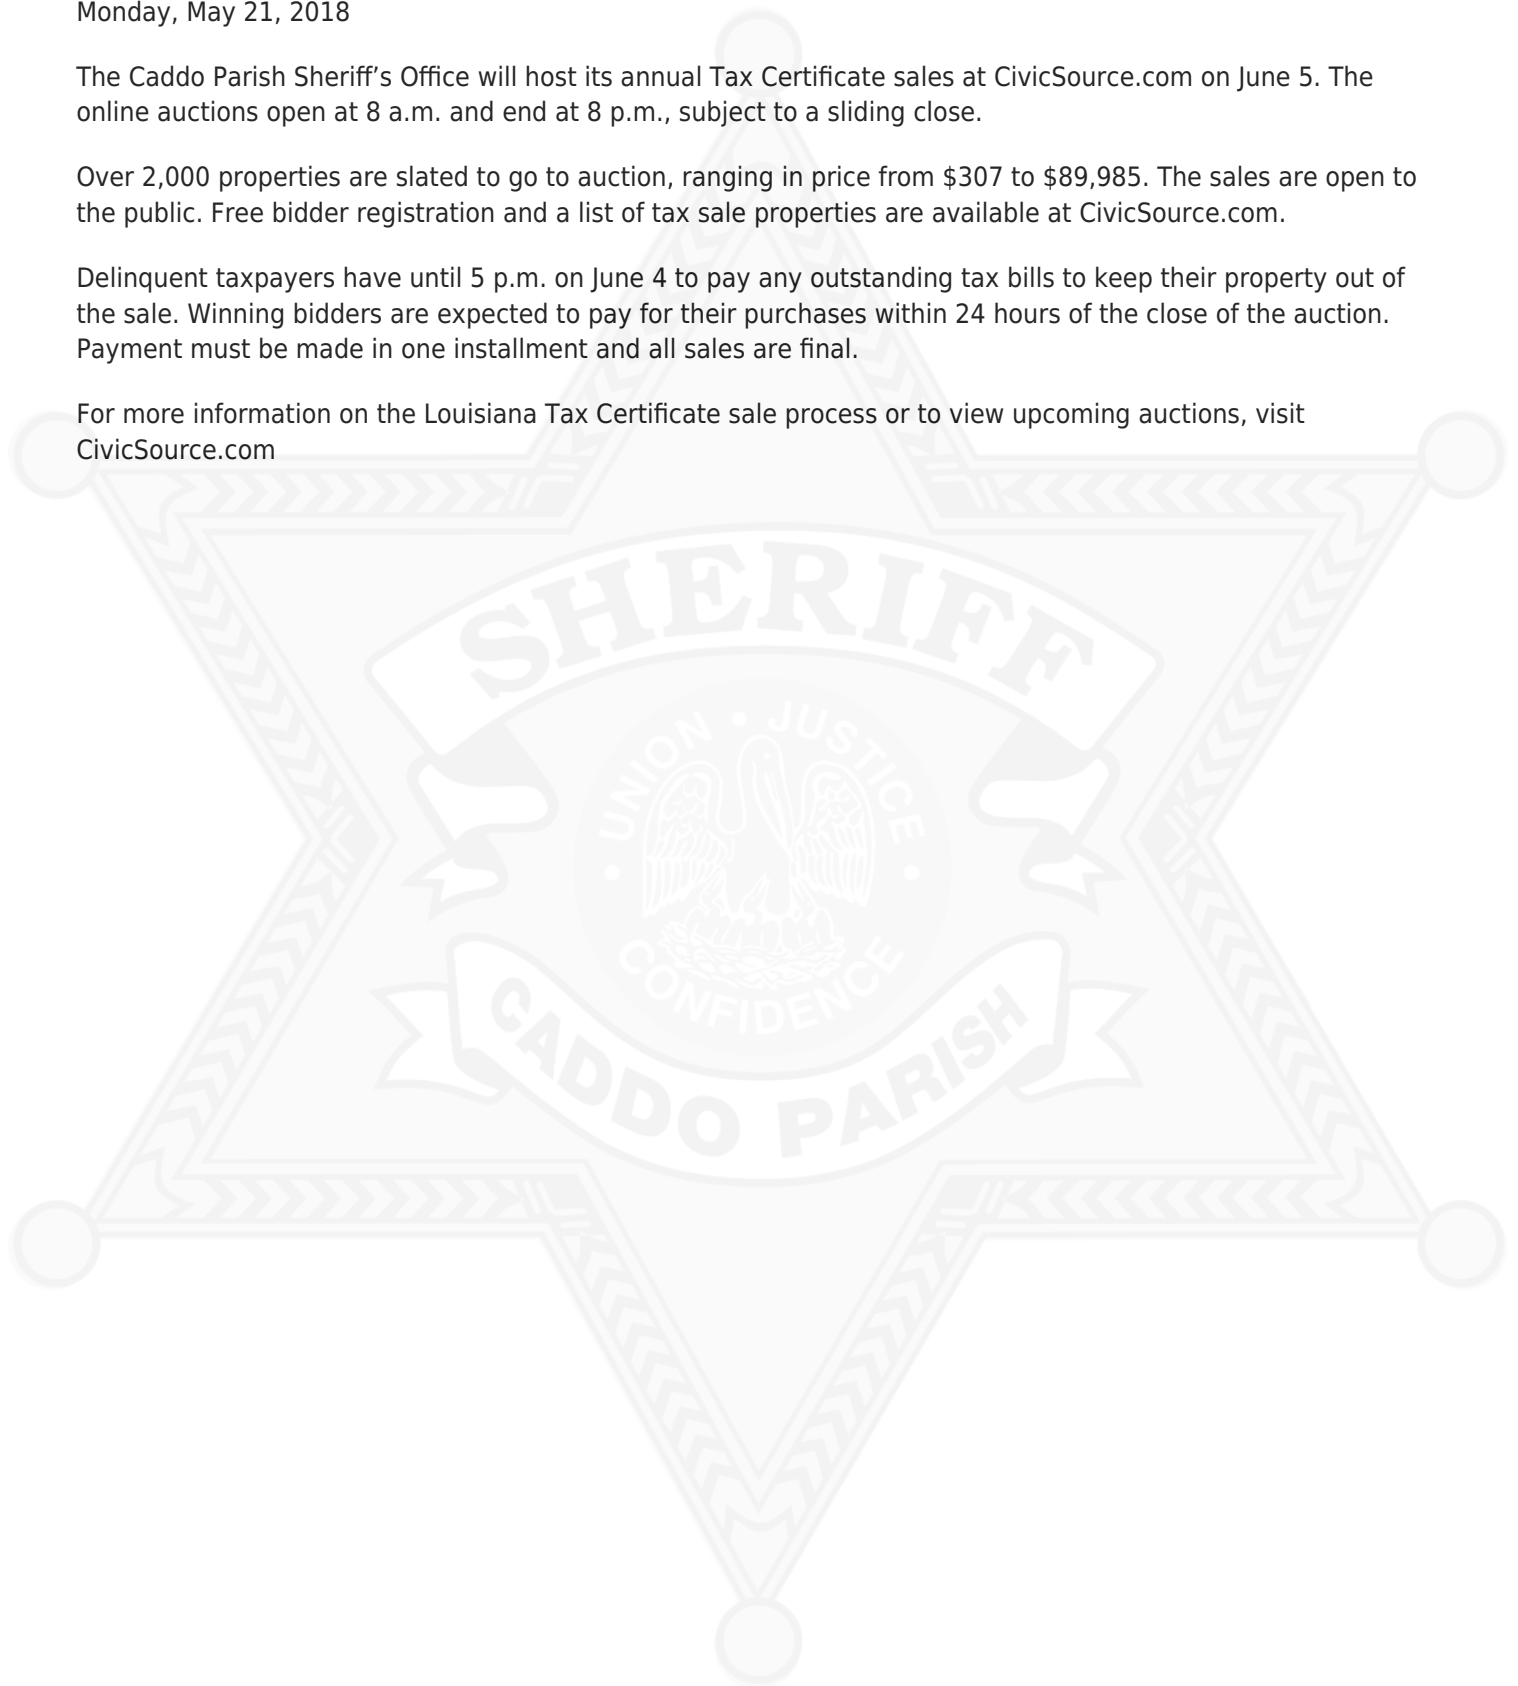 Monday, May 21, 2018
The Caddo Parish Sheriff’s Office will host its annual Tax Certificate sales at CivicSource.com on June 5. The
online auctions open at 8 a.m. and end at 8 p.m., subject to a sliding close.
Over 2,000 properties are slated to go to auction, ranging in price from $307 to $89,985. The sales are open to
the public. Free bidder registration and a list of tax sale properties are available at CivicSource.com.
Delinquent taxpayers have until 5 p.m. on June 4 to pay any outstanding tax bills to keep their property out of
the sale. Winning bidders are expected to pay for their purchases within 24 hours of the close of the auction.
Payment must be made in one installment and all sales are final.
For more information on the Louisiana Tax Certificate sale process or to view upcoming auctions, visit
CivicSource.com
SHERIFF
UNION • JUSTICE
• CONFIDENCE •
CADDO PARISH